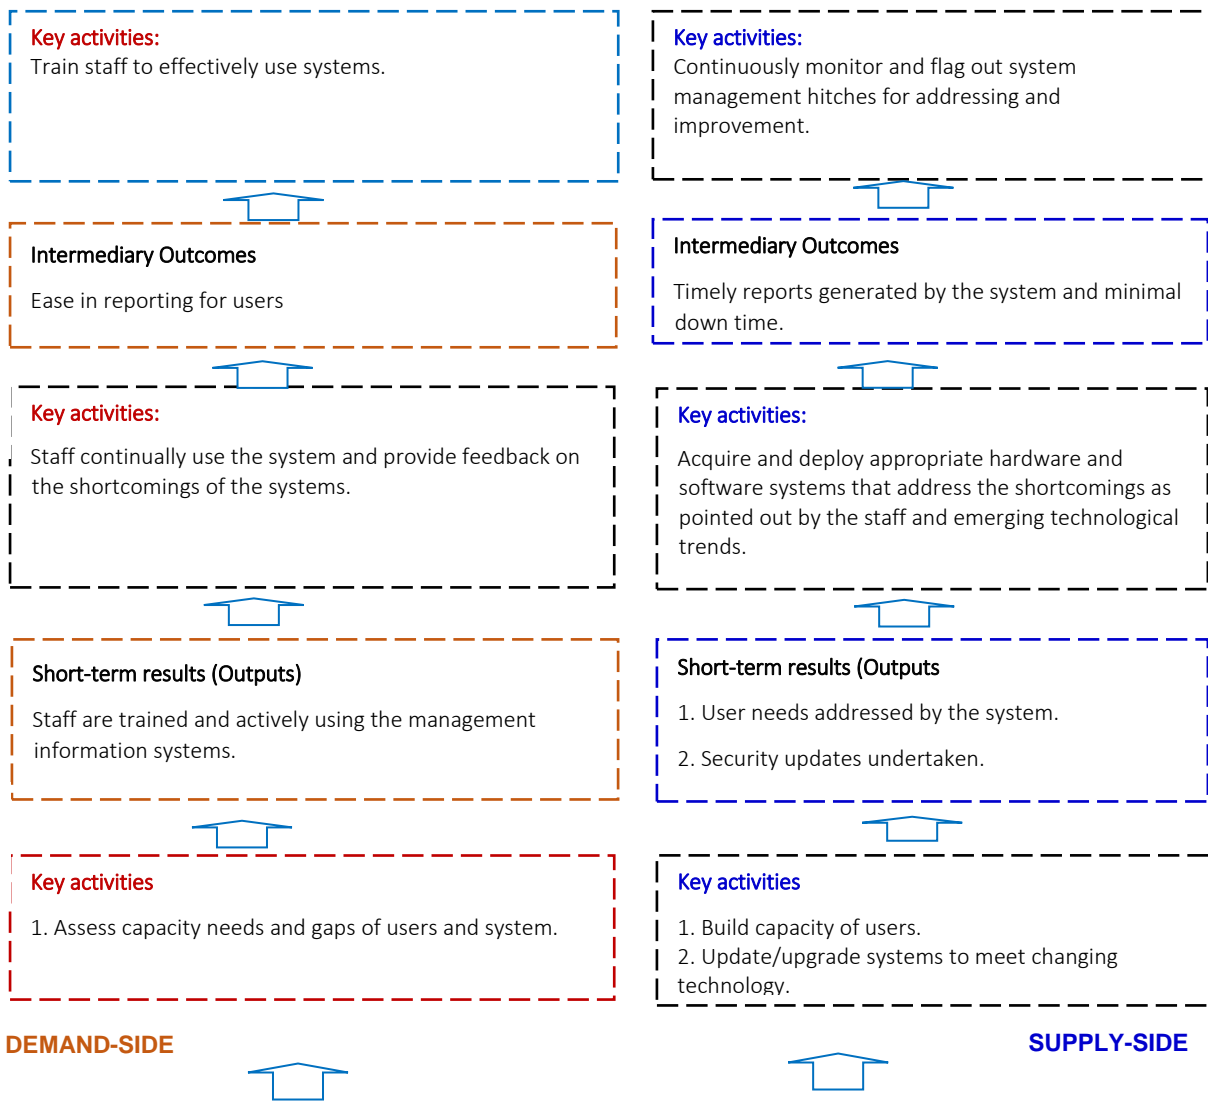 Key activities:
Train staff to effectively use systems.
Intermediary Outcomes
Ease in reporting for users
Key activities:
Staff continually use the system and provide feedback on
the shortcomings of the systems.
Short-term results (Outputs)
Staff are trained and actively using the management
information systems.
Key activities
1. Assess capacity needs and gaps of users and system.
DEMAND-SIDE
Key activities:
Continuously monitor and flag out system
management hitches for addressing and
improvement.
Intermediary Outcomes
Timely reports generated by the system and minimal
down time.
Key activities:
Acquire and deploy appropriate hardware and
software systems that address the shortcomings as
pointed out by the staff and emerging technological
trends.
Short-term results (Outputs
1. User needs addressed by the system.
2. Security updates undertaken.
Key activities
1. Build capacity of users.
2. Update/upgrade systems to meet changing
technology.
SUPPLY-SIDE